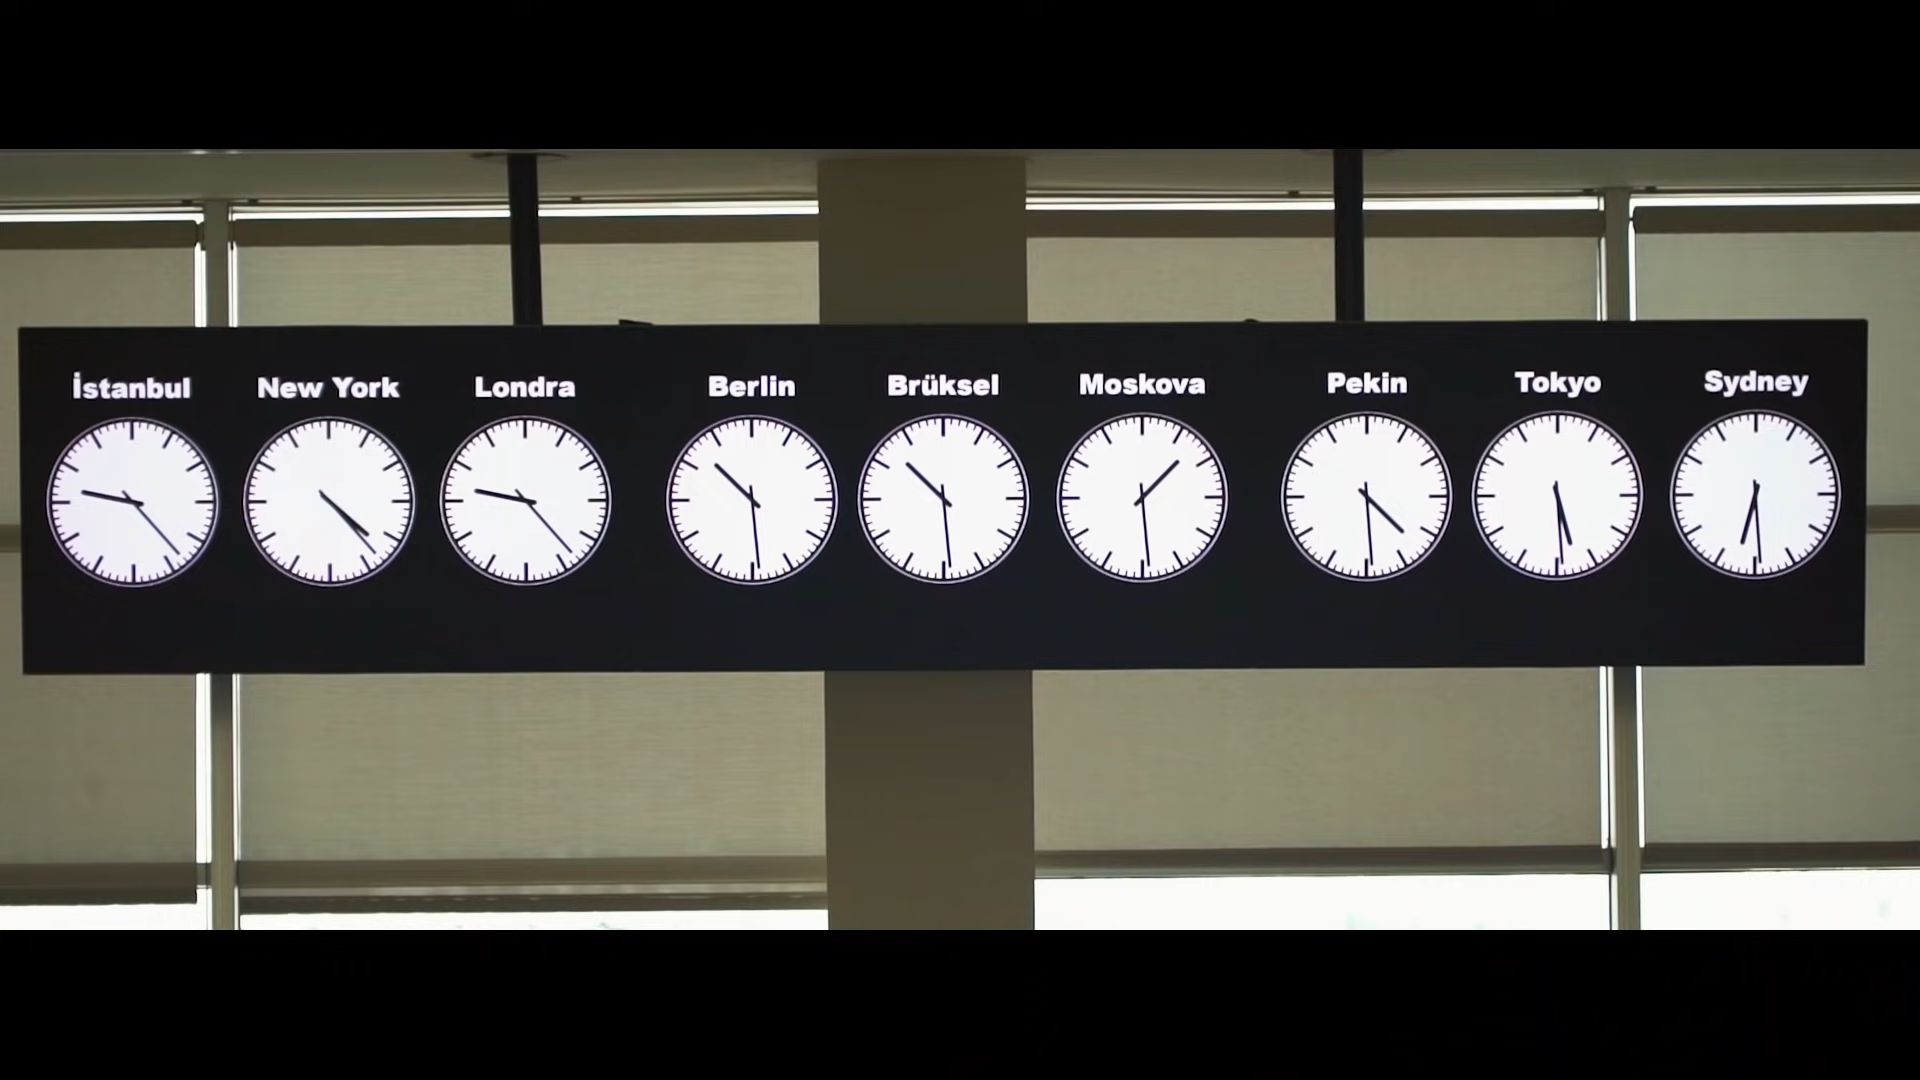 İstanbul
New York
Londra
Berlin
Brüksel
Moskova
Pekin
Tokyo
Sydney